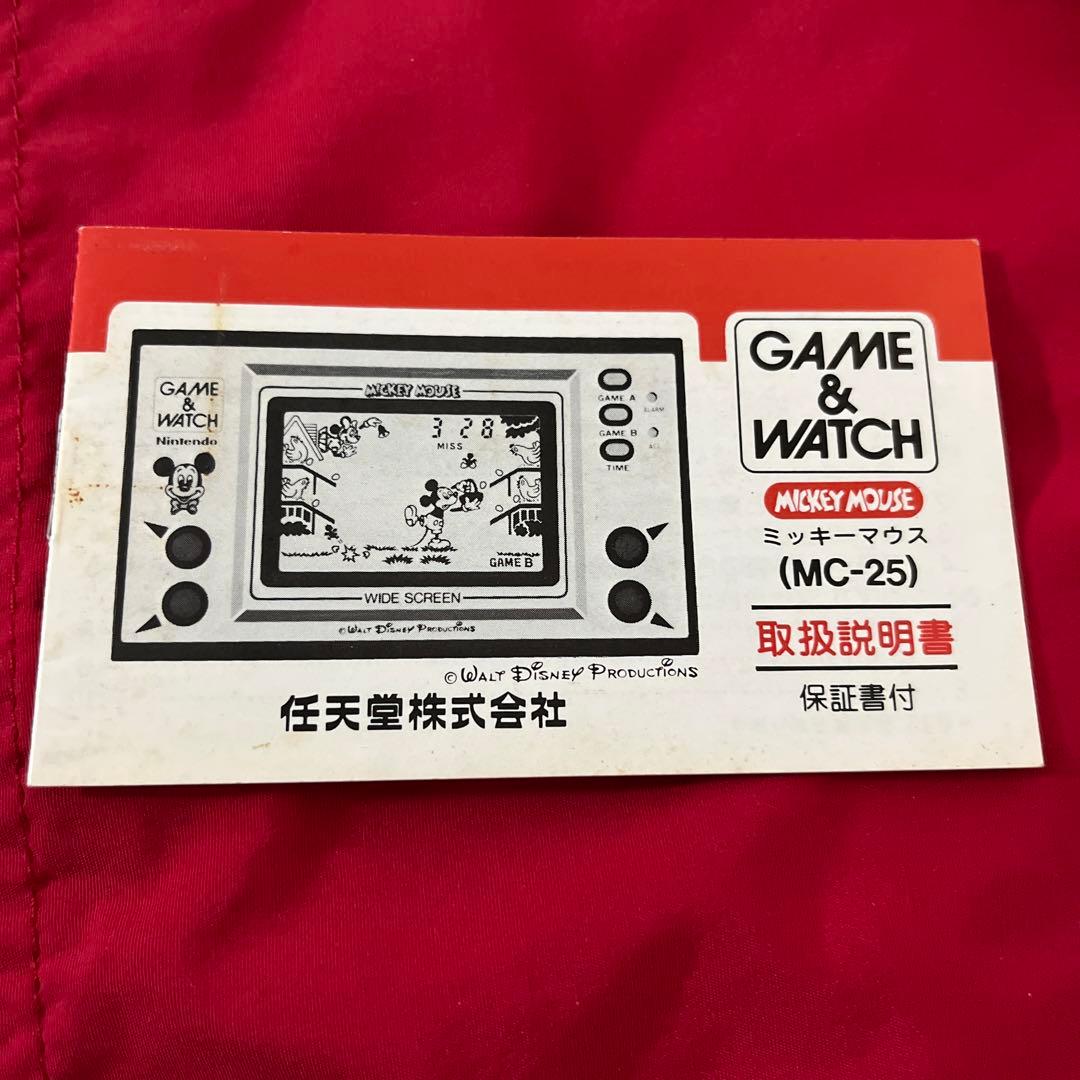 GAME
&
WATCH
Nintendo
MICKEY MOUSE
3 28
MISS
GAME B
WIDE SCREEN
© WALT DISNEY PRODUCTIONS
GAME A
ALARM
GAME B
ACL
TIME
© WALT DISNEY PRODUCTIONS
任天堂株式会社
GAME
&
WATCH
MICKEY MOUSE
ミッキーマウス
(MC-25)
取扱説明書
保証書付